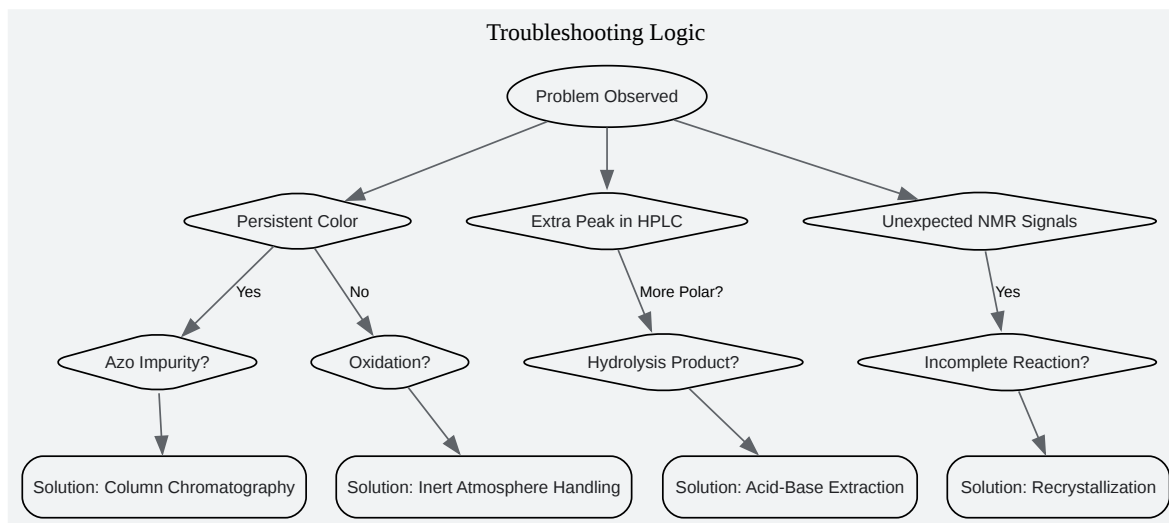 Troubleshooting Logic
Problem Observed
Persistent Color
Extra Peak in HPLC
Unexpected NMR Signals
Yes
No
More Polar?
Yes
Azo Impurity?
Oxidation?
Hydrolysis Product?
Incomplete Reaction?
Solution: Column Chromatography
Solution: Inert Atmosphere Handling
Solution: Acid-Base Extraction
Solution: Recrystallization